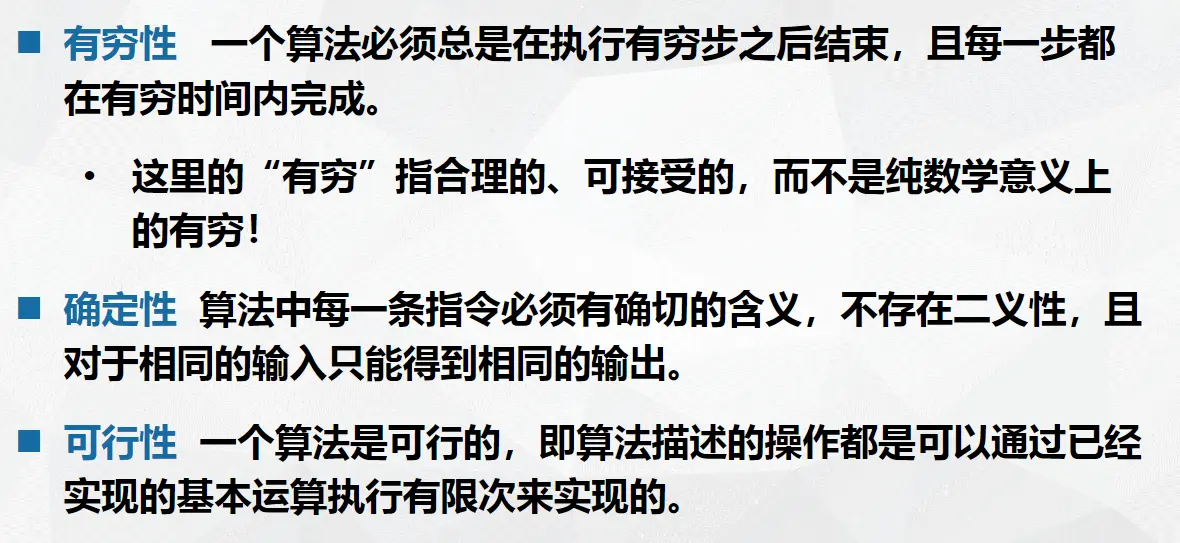 ■ 有穷性 一个算法必须总是在执行有穷步之后结束，且每一步都
在有穷时间内完成。
• 这里的“有穷”指合理的、可接受的，而不是纯数学意义上
的有穷！
■ 确定性 算法中每一条指令必须有确切的含义，不存在二义性，且
对于相同的输入只能得到相同的输出。
■ 可行性 一个算法是可行的，即算法描述的操作都是可以通过已经
实现的基本运算执行有限次来实现的。